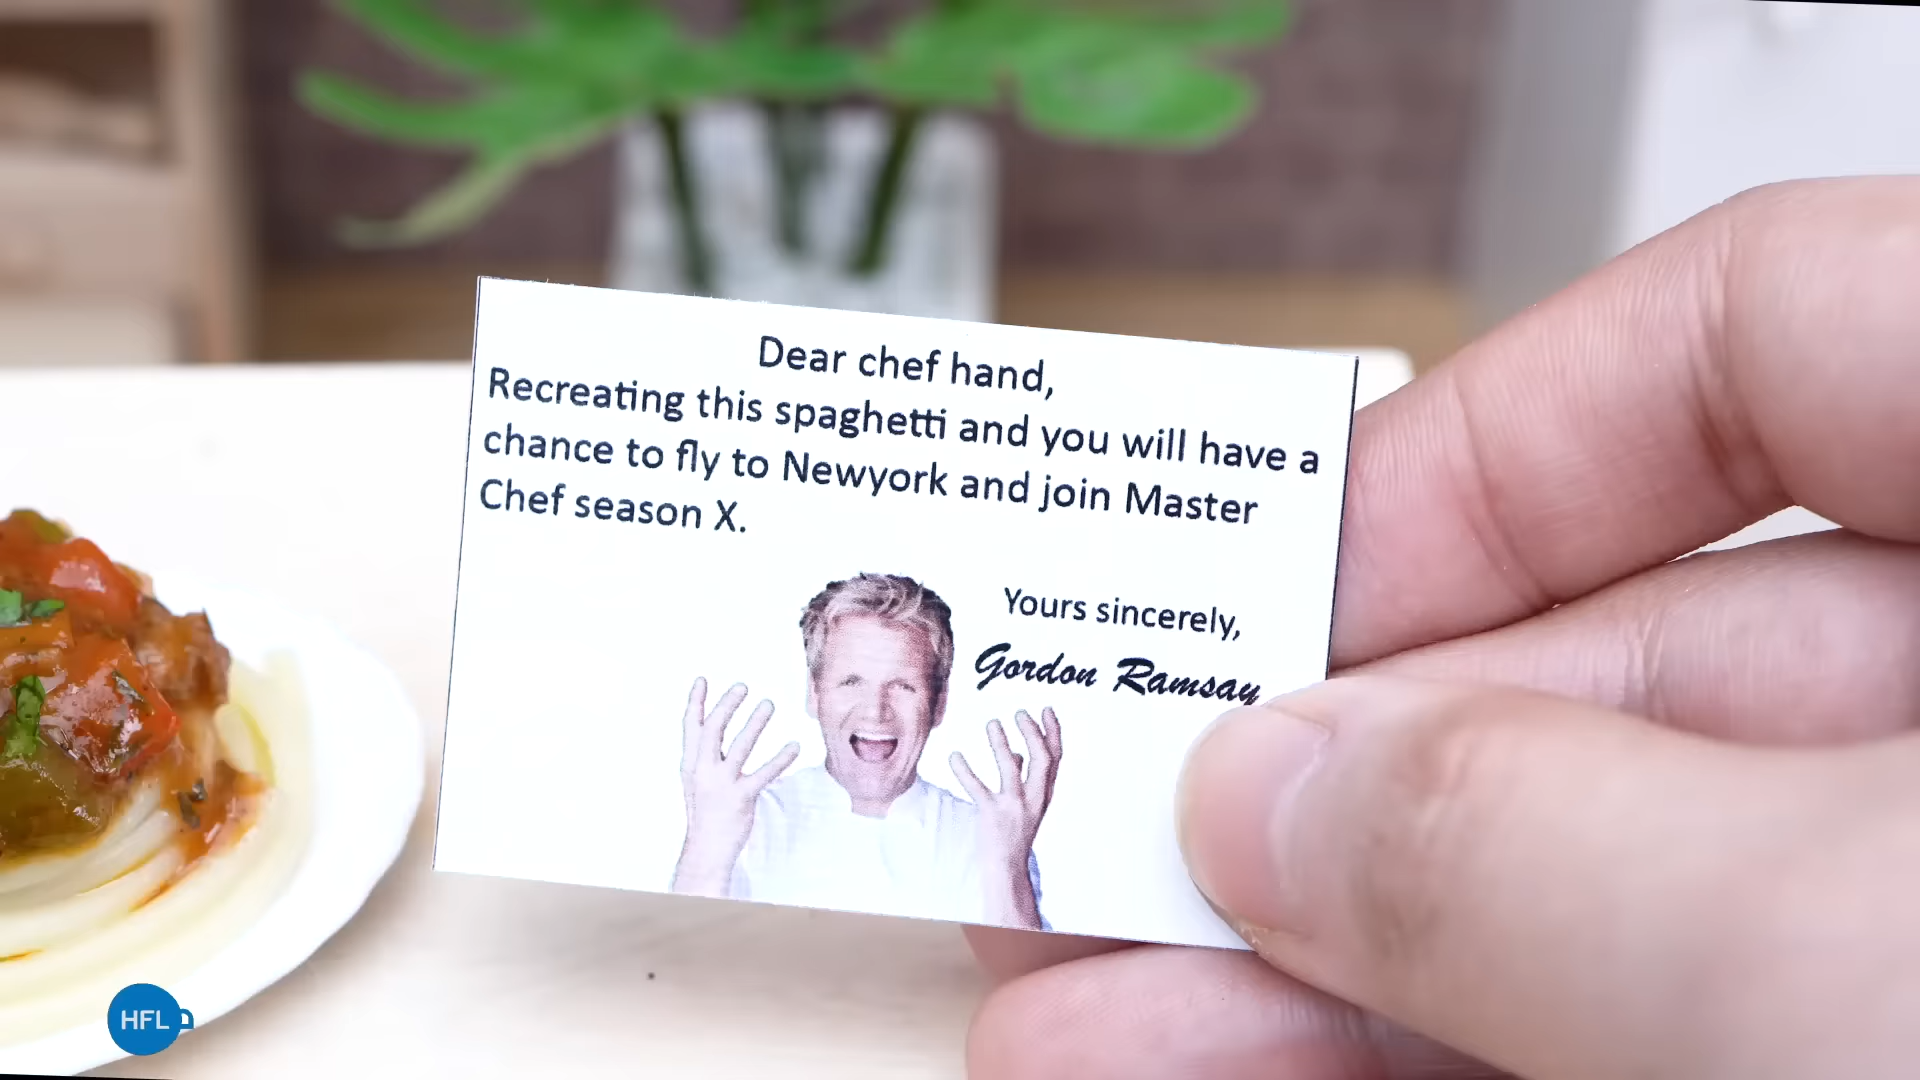 Dear chef hand,
Recreating this spaghetti and you will have a
chance to fly to Newyork and join Master
Chef season X.
Yours sincerely,
Gordon Ramsay
HFL